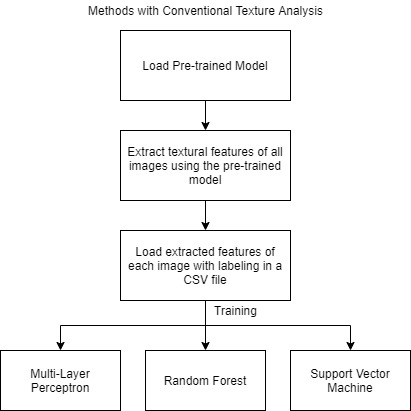 Methods with Conventional Texture Analysis
Load Pre-trained Model
Extract textural features of all
images using the pre-trained
model
Load extracted features of
each image with labeling in a
CSV file
Training
Multi-Layer
Perceptron
Random Forest
Support Vector
Machine